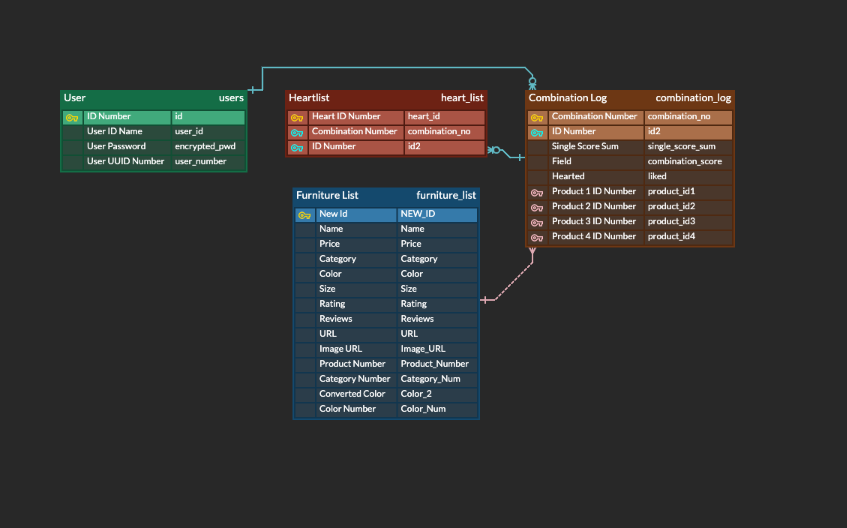 User users
ID Number id
User ID Name user_id
User Password encrypted_pwd
User UUID Number user_number
Heartlist heart_list
Heart ID Number heart_id
Combination Number combination_no
ID Number id2
Combination Log combination_log
Combination Number combination_no
ID Number id2
Single Score Sum single_score_sum
Field combination_score
Hearted liked
Product 1 ID Number product_id1
Product 2 ID Number product_id2
Product 3 ID Number product_id3
Product 4 ID Number product_id4
Furniture List furniture_list
New Id NEW_ID
Name Name
Price Price
Category Category
Color Color
Size Size
Rating Rating
Reviews Reviews
URL URL
Image URL Image_URL
Product Number Product_Number
Category Number Category_Num
Converted Color Color_2
Color Number Color_Num